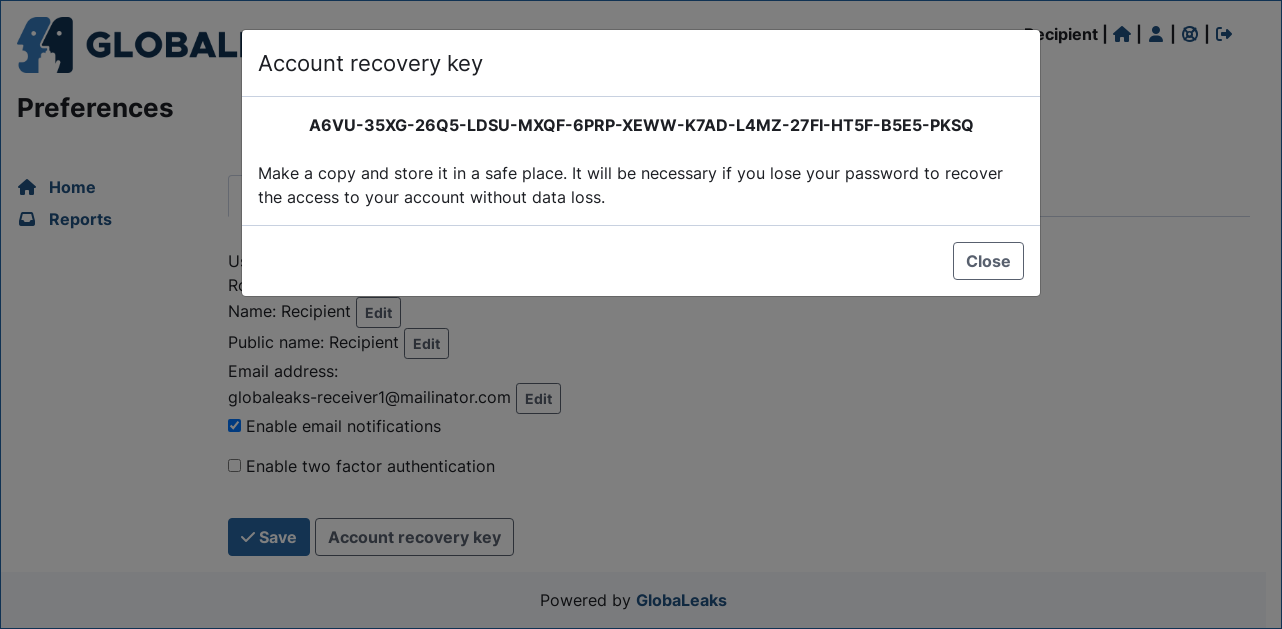 GLOBAL
Recipient | | | |
Account recovery key
Preferences
A6VU-35XG-26Q5-LDSU-MXQF-6PRP-XEWW-K7AD-L4MZ-27FI-HT5F-B5E5-PKSQ
Make a copy and store it in a safe place. It will be necessary if you lose your password to recover
the access to your account without data loss.
Home
Reports
Close
Name: Recipient Edit
Public name: Recipient Edit
Email address:
globaleaks-receiver1@mailinator.com Edit
Enable email notifications
Enable two factor authentication
Save Account recovery key
Powered by GlobaLeaks